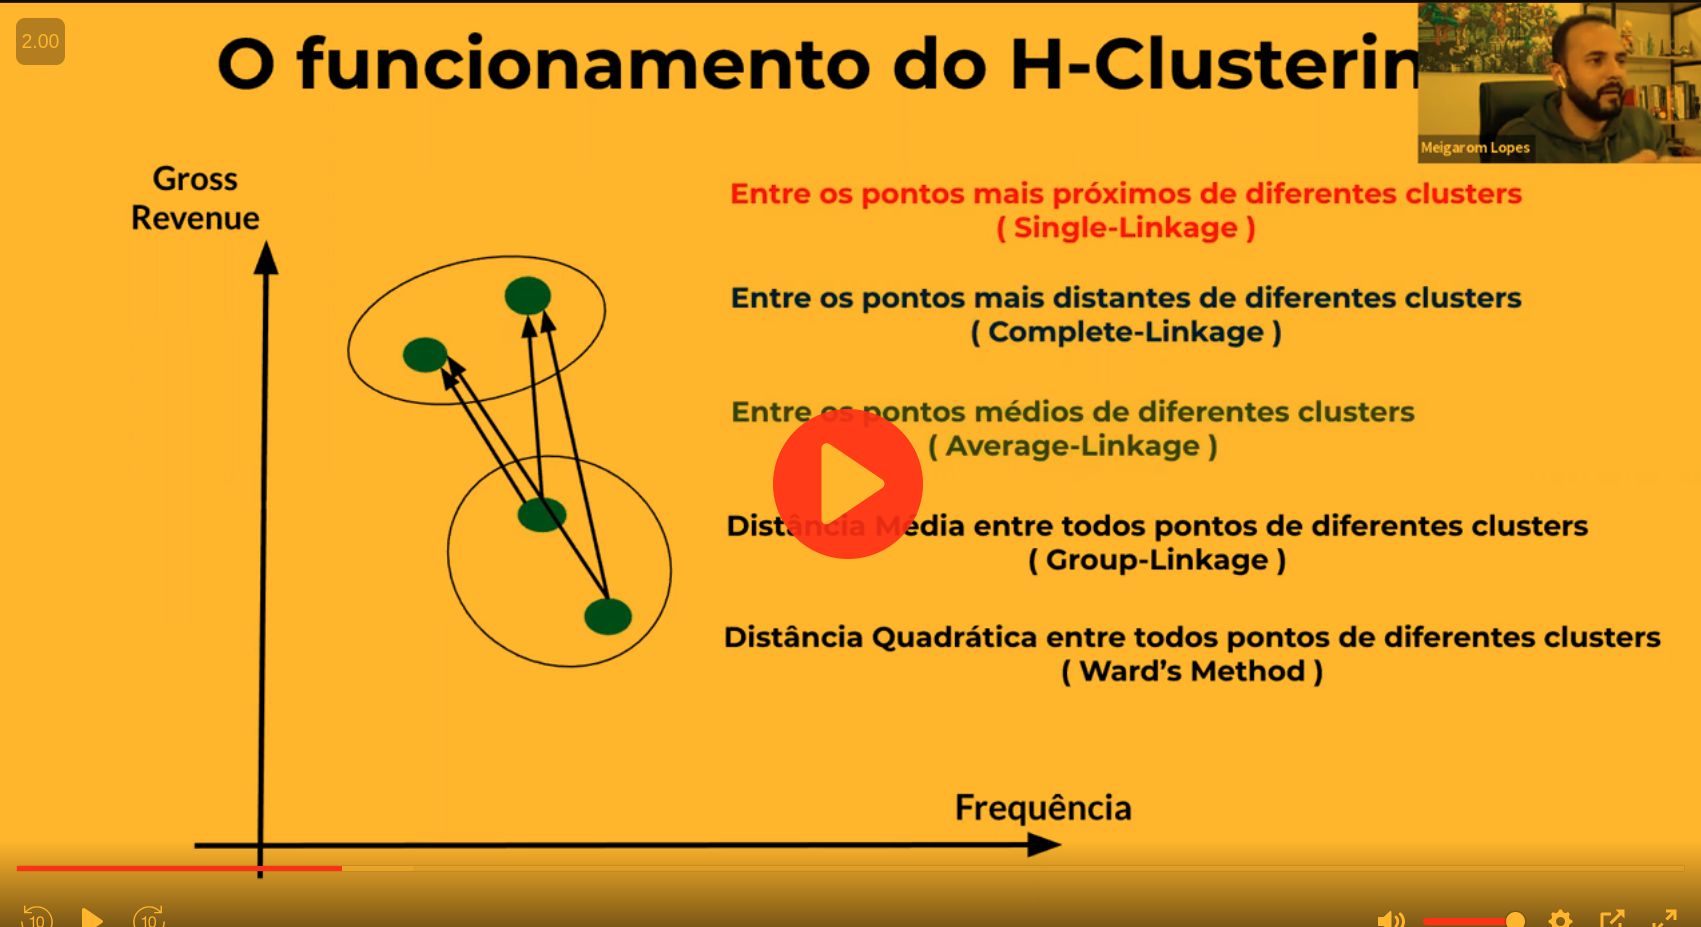 2.00
O funcionamento do H-Clusterin
Meigarom Lopes
Gross
Revenue
Entre os pontos mais próximos de diferentes clusters
( Single-Linkage )
Entre os pontos mais distantes de diferentes clusters
( Complete-Linkage )
Entre os pontos médios de diferentes clusters
( Average-Linkage )
Distância Média entre todos pontos de diferentes clusters
( Group-Linkage )
Distância Quadrática entre todos pontos de diferentes clusters
( Ward’s Method )
Frequência
10
10